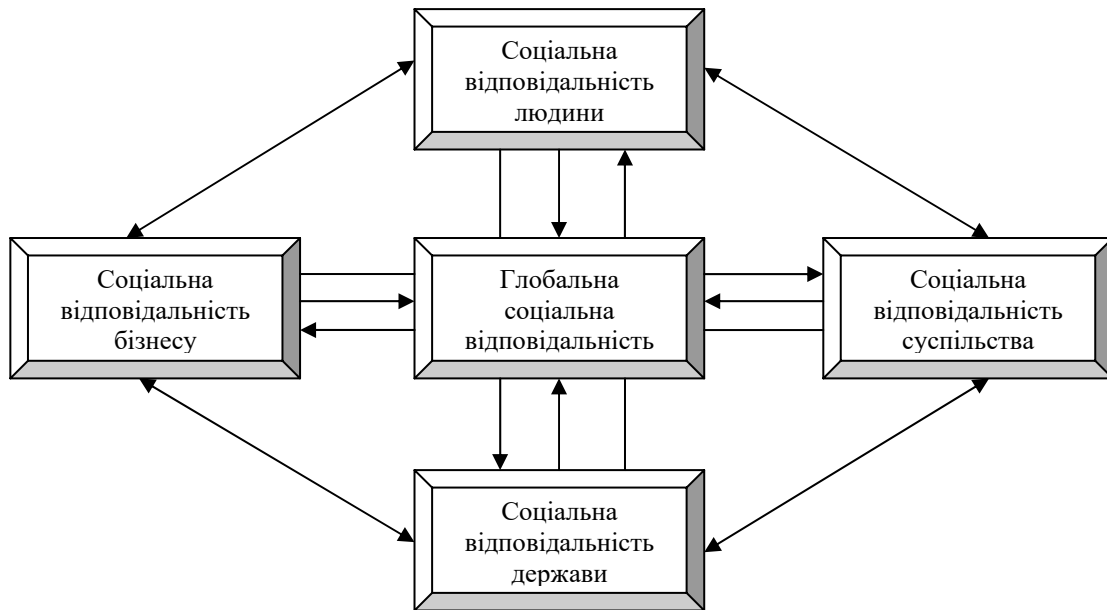 Соціальна
відповідальність
людини
Соціальна
відповідальність
бізнесу
Глобальна
соціальна
відповідальність
Соціальна
відповідальність
суспільства
Соціальна
відповідальність
держави